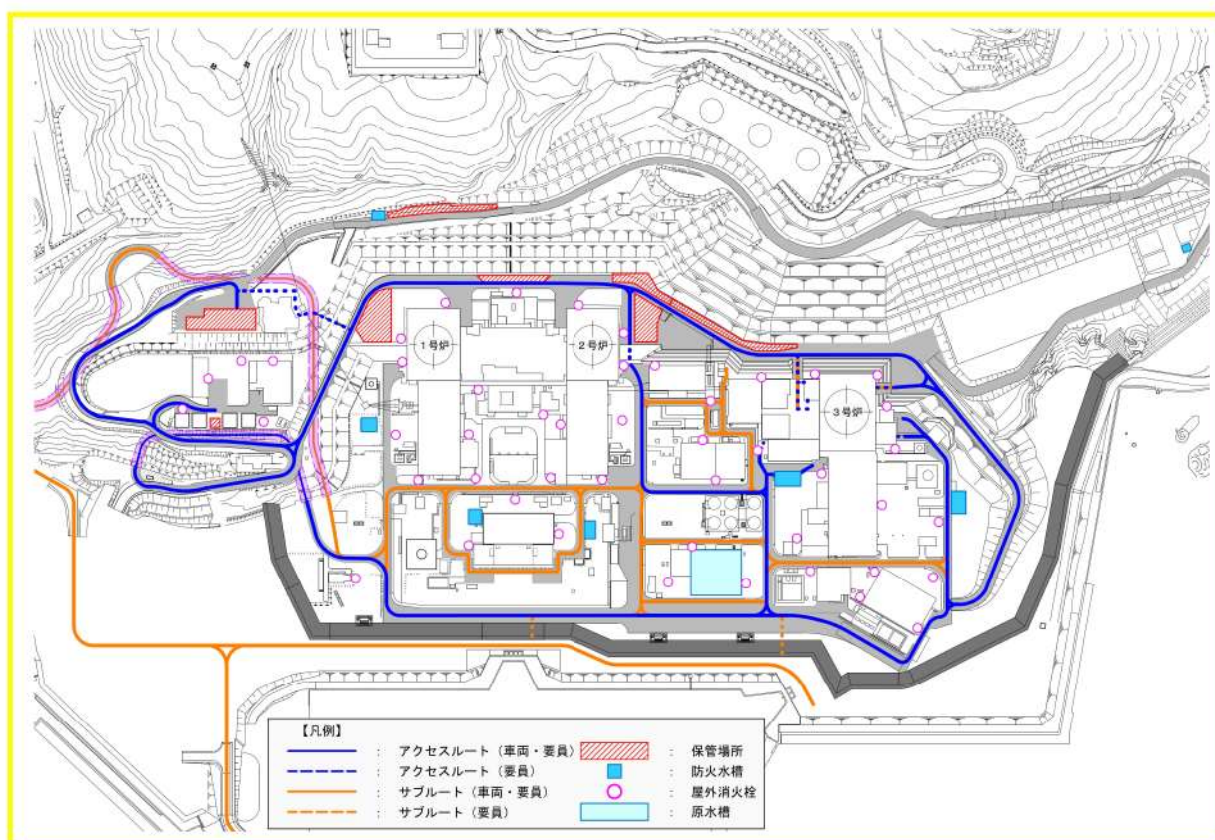 1号炉
2号炉
3号炉
【凡例】
: アクセスルート(車両・要員)
: アクセスルート(要員)
: サブルート(車両・要員)
: サブルート(要員)
: 保管場所
: 防火水槽
: 屋外消火栓
: 原水槽